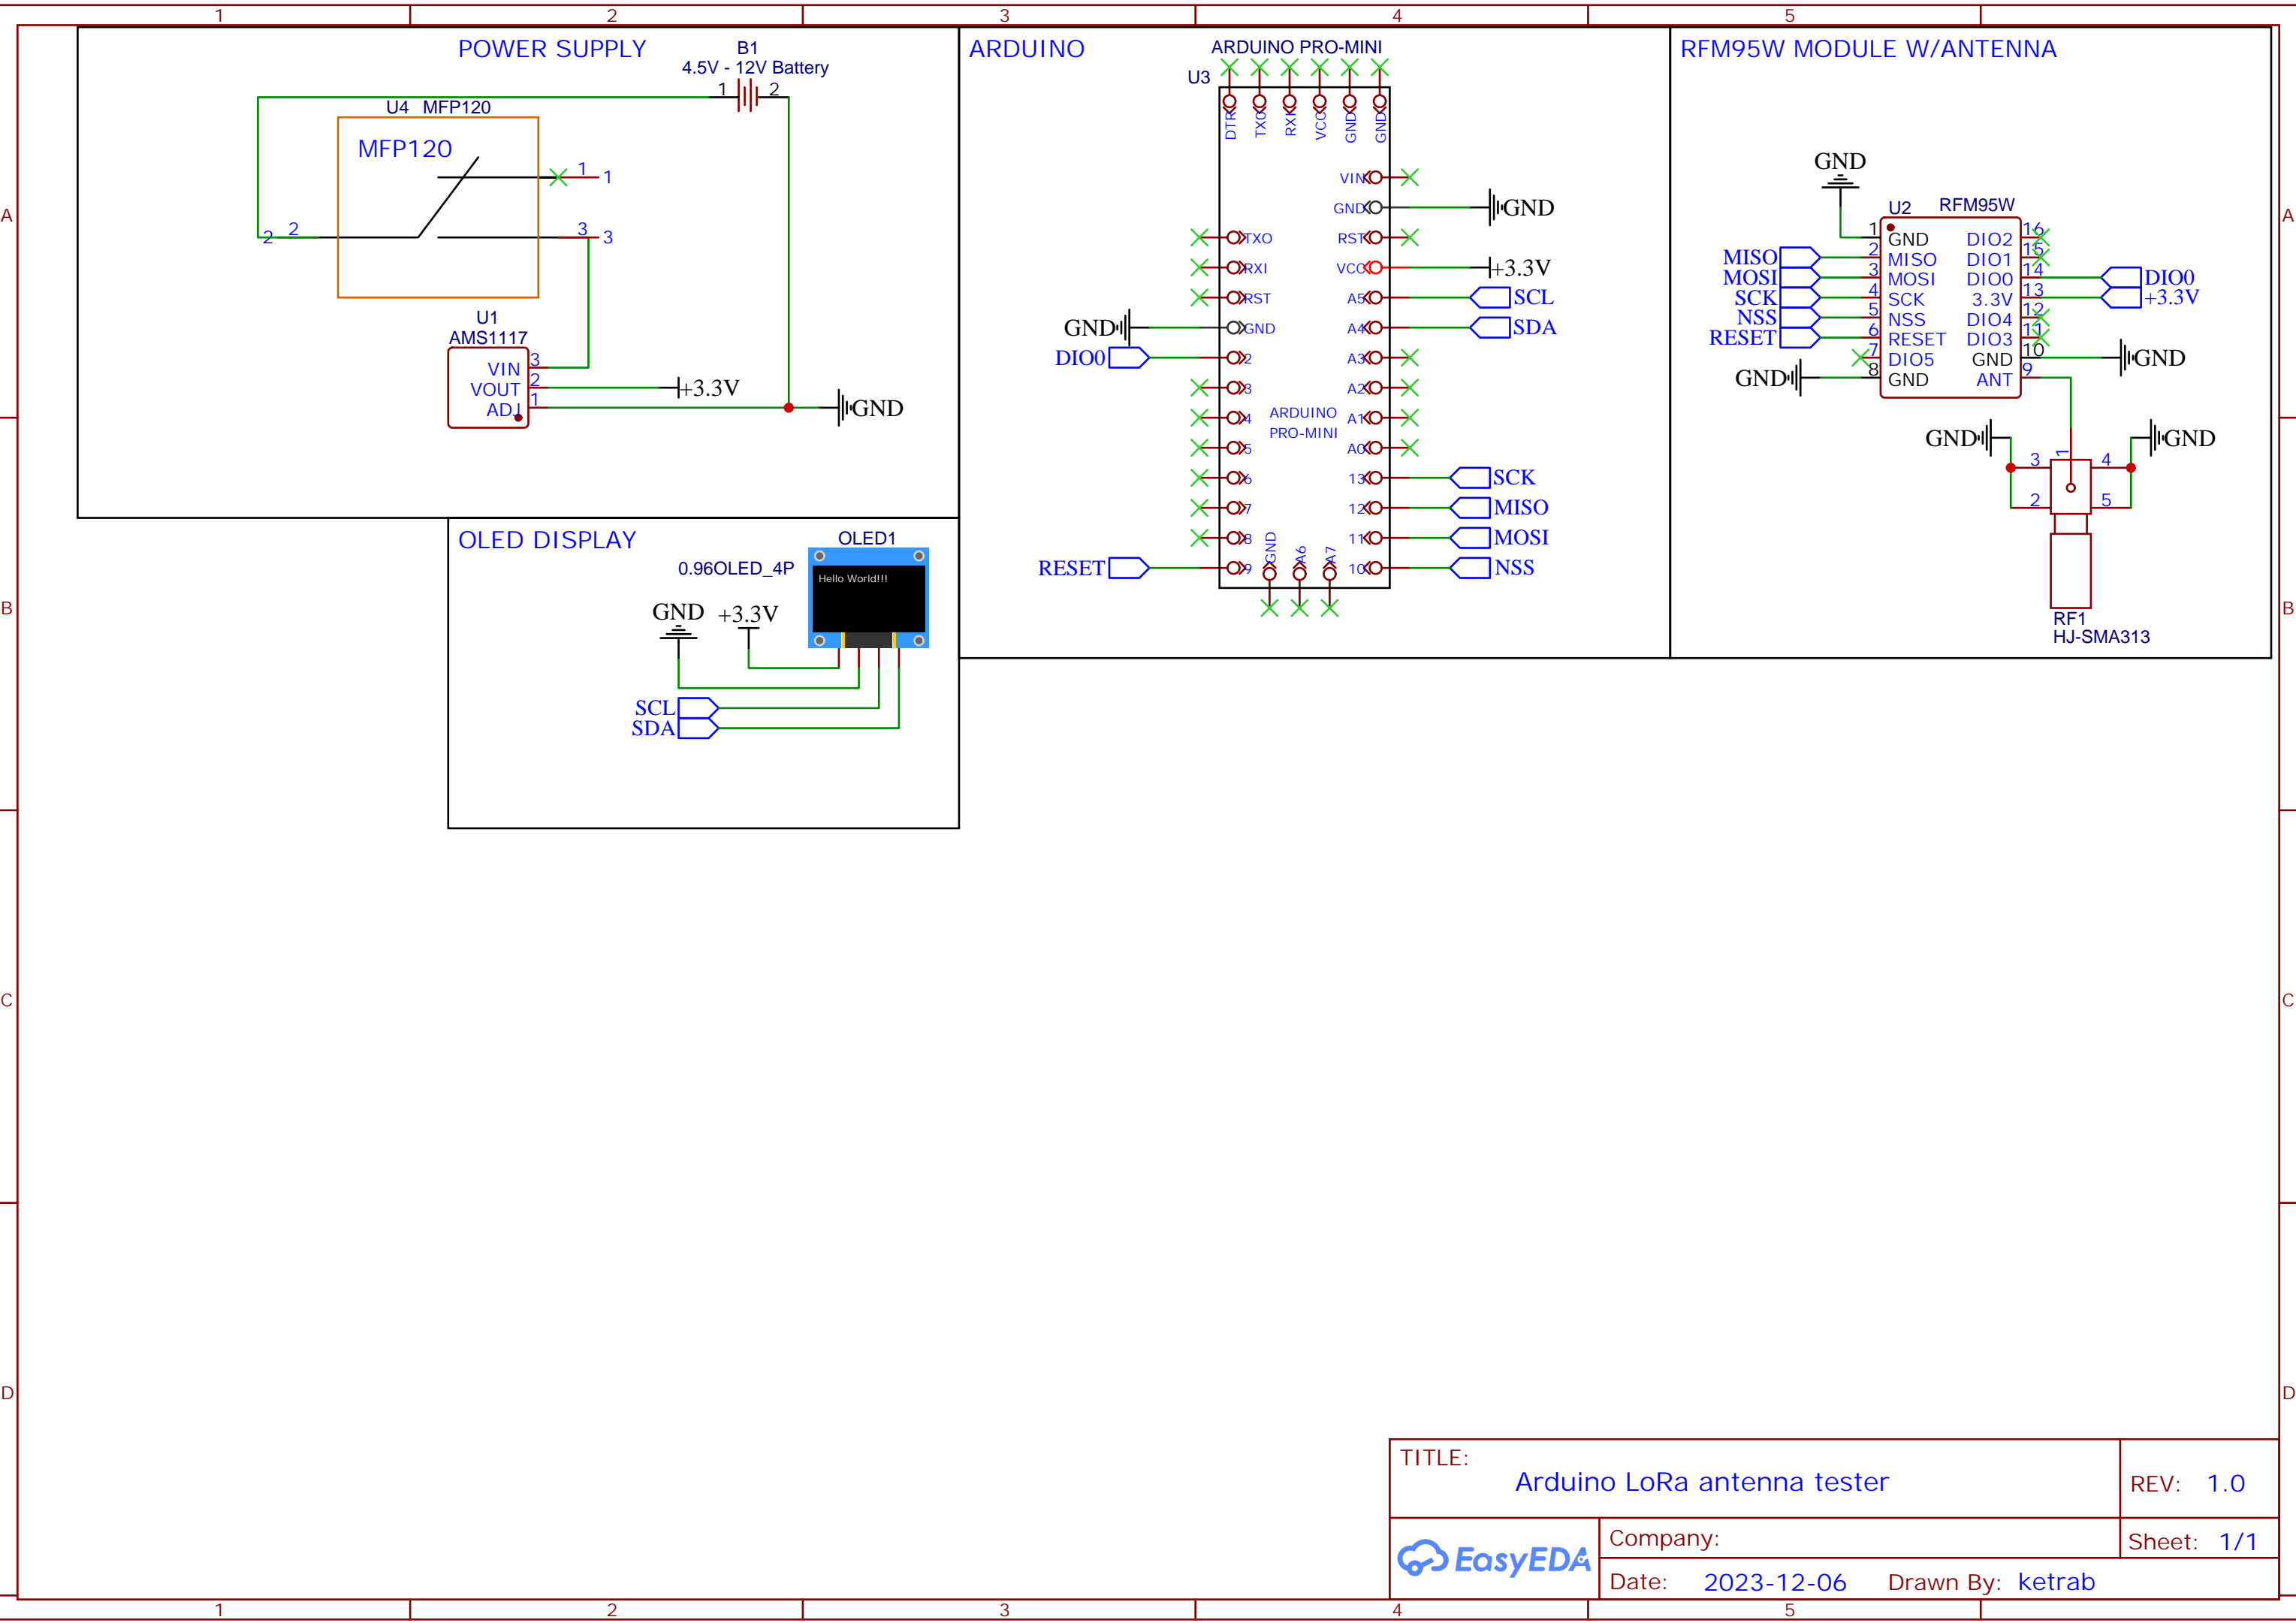 1 2 3 4 5
POWER SUPPLY
B1
4.5V - 12V Battery
1 2
U4 MFP120
MFP120
1 1
2 2
3 3
U1
AMS1117
VIN 3
VOUT 2
ADJ 1
+3.3V
GND
ARDUINO
ARDUINO PRO-MINI
U3
DTR TXO RXI VCC GND GND
VIN
GND GND
TXO RST
RXI VCC +3.3V
RST A5 SCL
GND GND A4 SDA
DIO0 2 A3
3 A2
4 A1
ARDUINO
PRO-MINI
5 A0
6 13 SCK
7 12 MISO
8 11 MOSI
RESET 9 10 NSS
GND A6 A7
RFM95W MODULE W/ANTENNA
GND
U2 RFM95W
1 GND DIO2 16
MISO 2 MISO DIO1 15
MOSI 3 MOSI DIO0 14 DIO0
SCK 4 SCK 3.3V 13 +3.3V
NSS 5 NSS DIO4 12
RESET 6 RESET DIO3 11
7 DIO5 GND 10 GND
GND 8 GND ANT 9
GND GND
3 1 4
2 5
RF1
HJ-SMA313
OLED DISPLAY
OLED1
0.96OLED_4P
Hello World!!!
GND +3.3V
SCL
SDA
A A
B B
C C
D D
TITLE:
Arduino LoRa antenna tester
REV: 1.0
EasyEDA
Company:
Sheet: 1/1
Date: 2023-12-06 Drawn By: ketrab
1 2 3 4 5